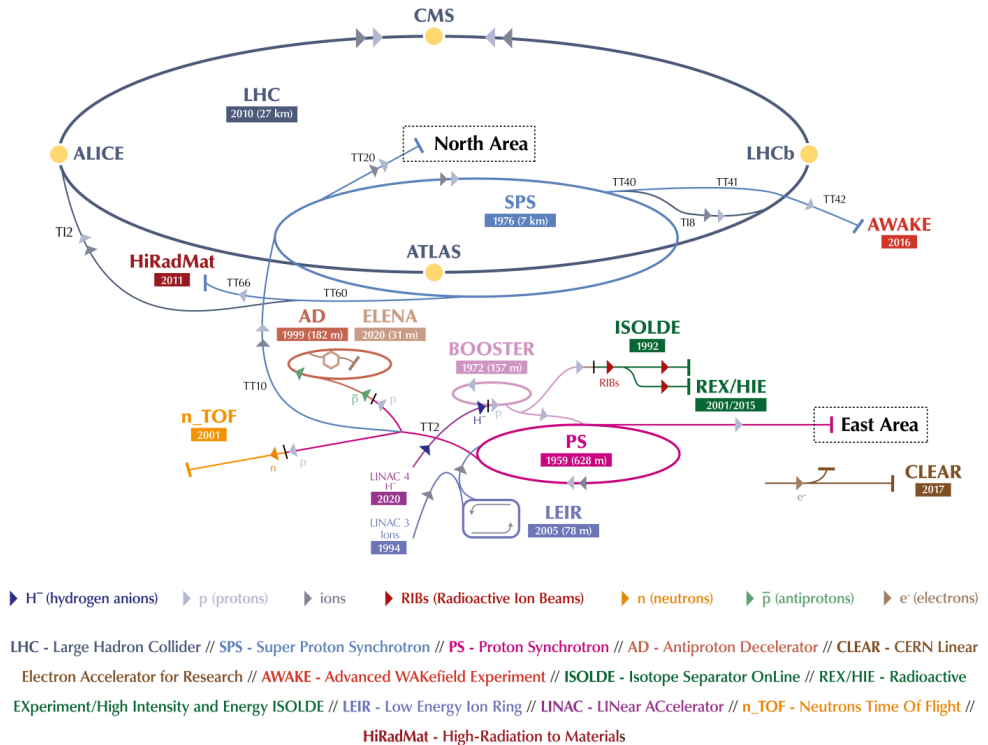 CMS
LHC
2010 (27 km)
ALICE
LHCb
North Area
TT20
TT40
TT41
TT42
SPS
1976 (7 km)
TI8
AWAKE
2016
TI2
ATLAS
HiRadMat
2011
TT66
TT60
AD
1999 (182 m)
ELENA
2020 (31 m)
ISOLDE
1992
BOOSTER
1972 (157 m)
RIBs
REX/HIE
2001/2015
TT10
p̅
p
H⁻
p
n_TOF
2001
TT2
East Area
PS
1959 (628 m)
n
p
LINAC 4
H⁻
2020
CLEAR
2017
e⁻
LEIR
2005 (78 m)
LINAC 3
Ions
1994
H⁻ (hydrogen anions)
p (protons)
ions
RIBs (Radioactive Ion Beams)
n (neutrons)
p̅ (antiprotons)
e⁻ (electrons)
LHC - Large Hadron Collider // SPS - Super Proton Synchrotron // PS - Proton Synchrotron // AD - Antiproton Decelerator // CLEAR - CERN Linear
Electron Accelerator for Research // AWAKE - Advanced WAKefield Experiment // ISOLDE - Isotope Separator OnLine // REX/HIE - Radioactive
EXperiment/High Intensity and Energy ISOLDE // LEIR - Low Energy Ion Ring // LINAC - LINear ACcelerator // n_TOF - Neutrons Time Of Flight //
HiRadMat - High-Radiation to Materials